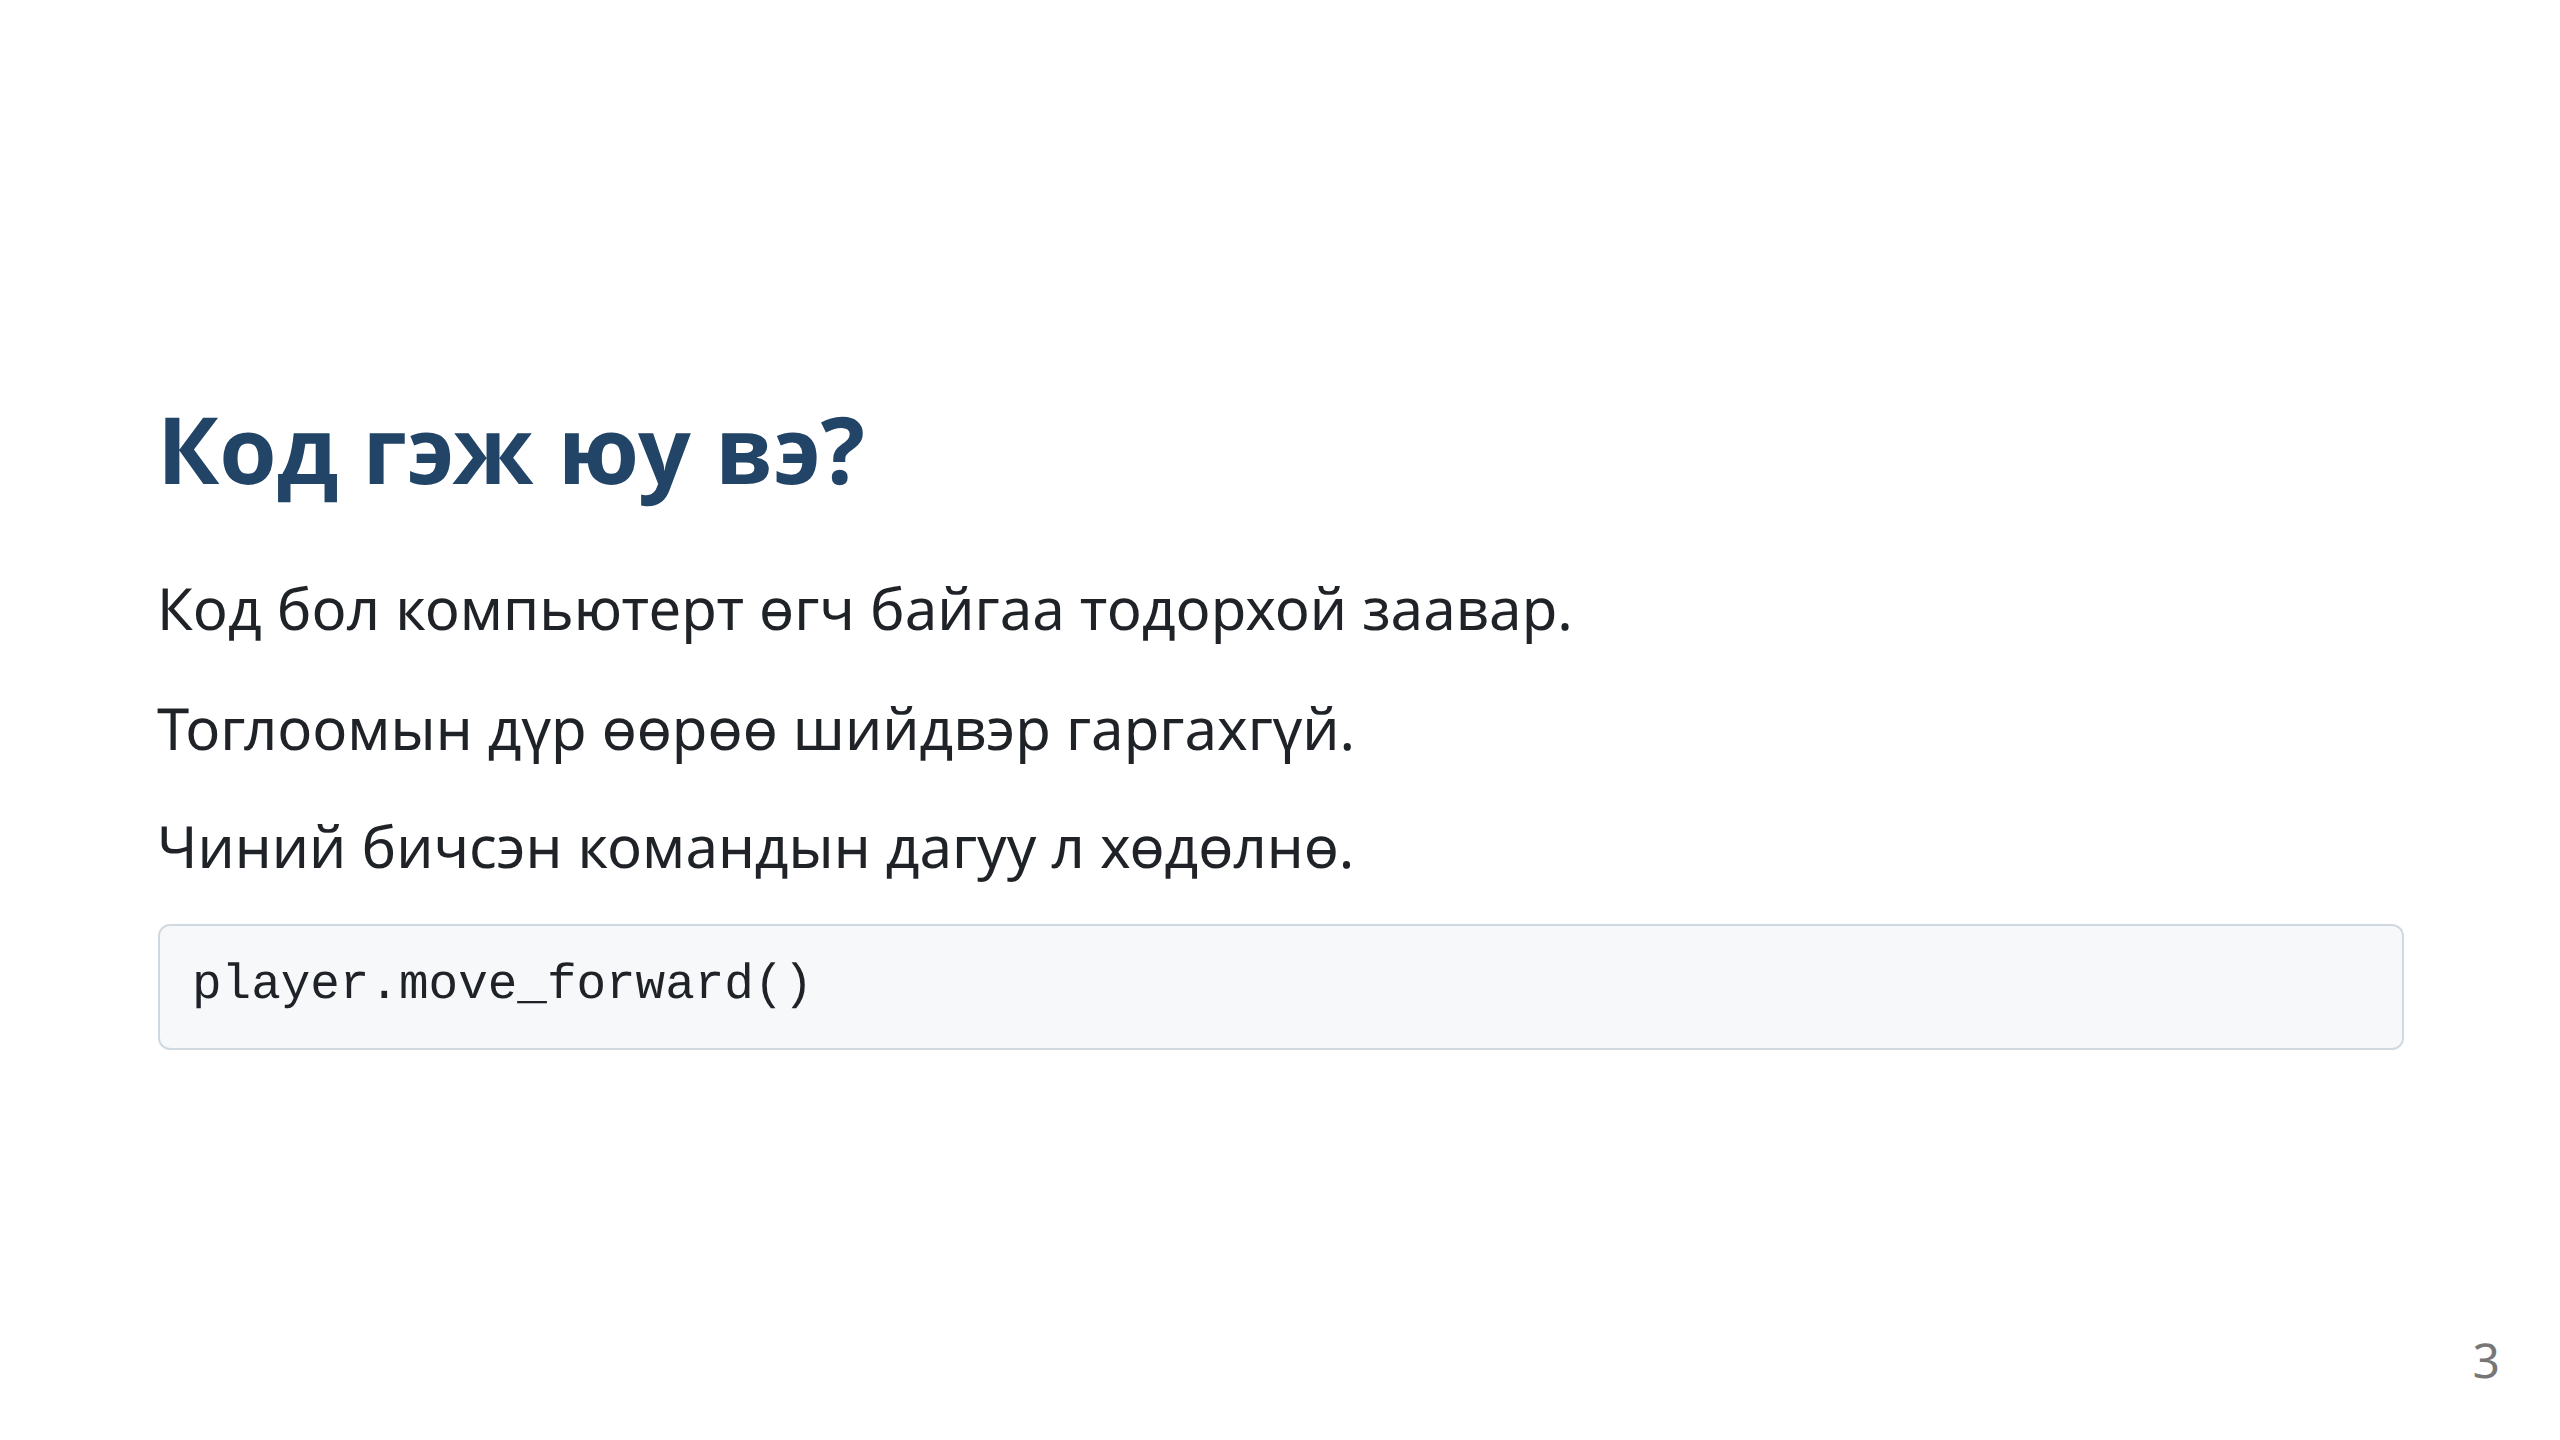 Код гэж юу вэ?
Код бол компьютерт өгч байгаа тодорхой заавар.
Тоглоомын дүр өөрөө шийдвэр гаргахгүй.
Чиний бичсэн командын дагуу л хөдөлнө.
player.move_forward()
3